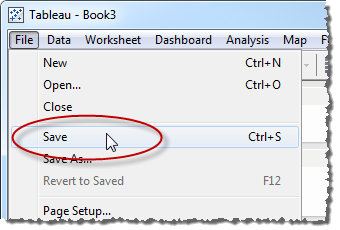 Tableau - Book3
File Data Worksheet Dashboard Analysis Map
New Ctrl+N
Open... Ctrl+O
Close
Save Ctrl+S
Save As...
Revert to Saved F12
Page Setup...